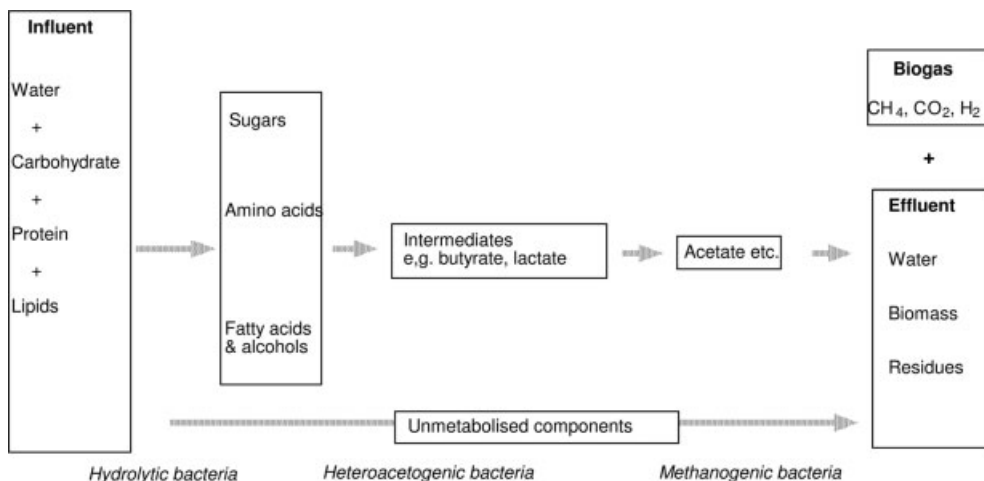 Influent
Water
+
Carbohydrate
+
Protein
+
Lipids
Sugars
Amino acids
Fatty acids
& alcohols
Intermediates
e,g. butyrate, lactate
Acetate etc.
Biogas
CH₄, CO₂, H₂
+
Effluent
Water
Biomass
Residues
Unmetabolised components
Hydrolytic bacteria
Heteroacetogenic bacteria
Methanogenic bacteria